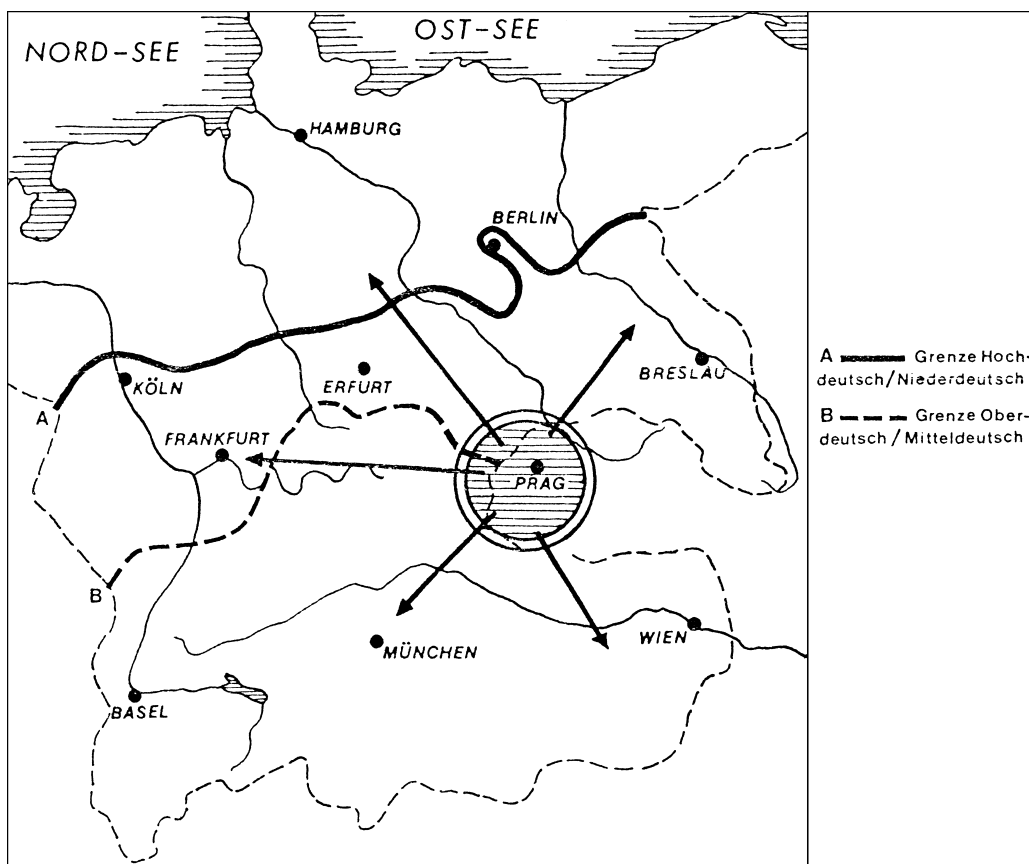 NORD-SEE
OST-SEE
HAMBURG
BERLIN
KÖLN
ERFURT
BRESLAU
A
FRANKFURT
PRAG
B
WIEN
MÜNCHEN
BASEL
A Grenze Hoch-
deutsch/Niederdeutsch
B Grenze Ober-
deutsch/Mitteldeutsch